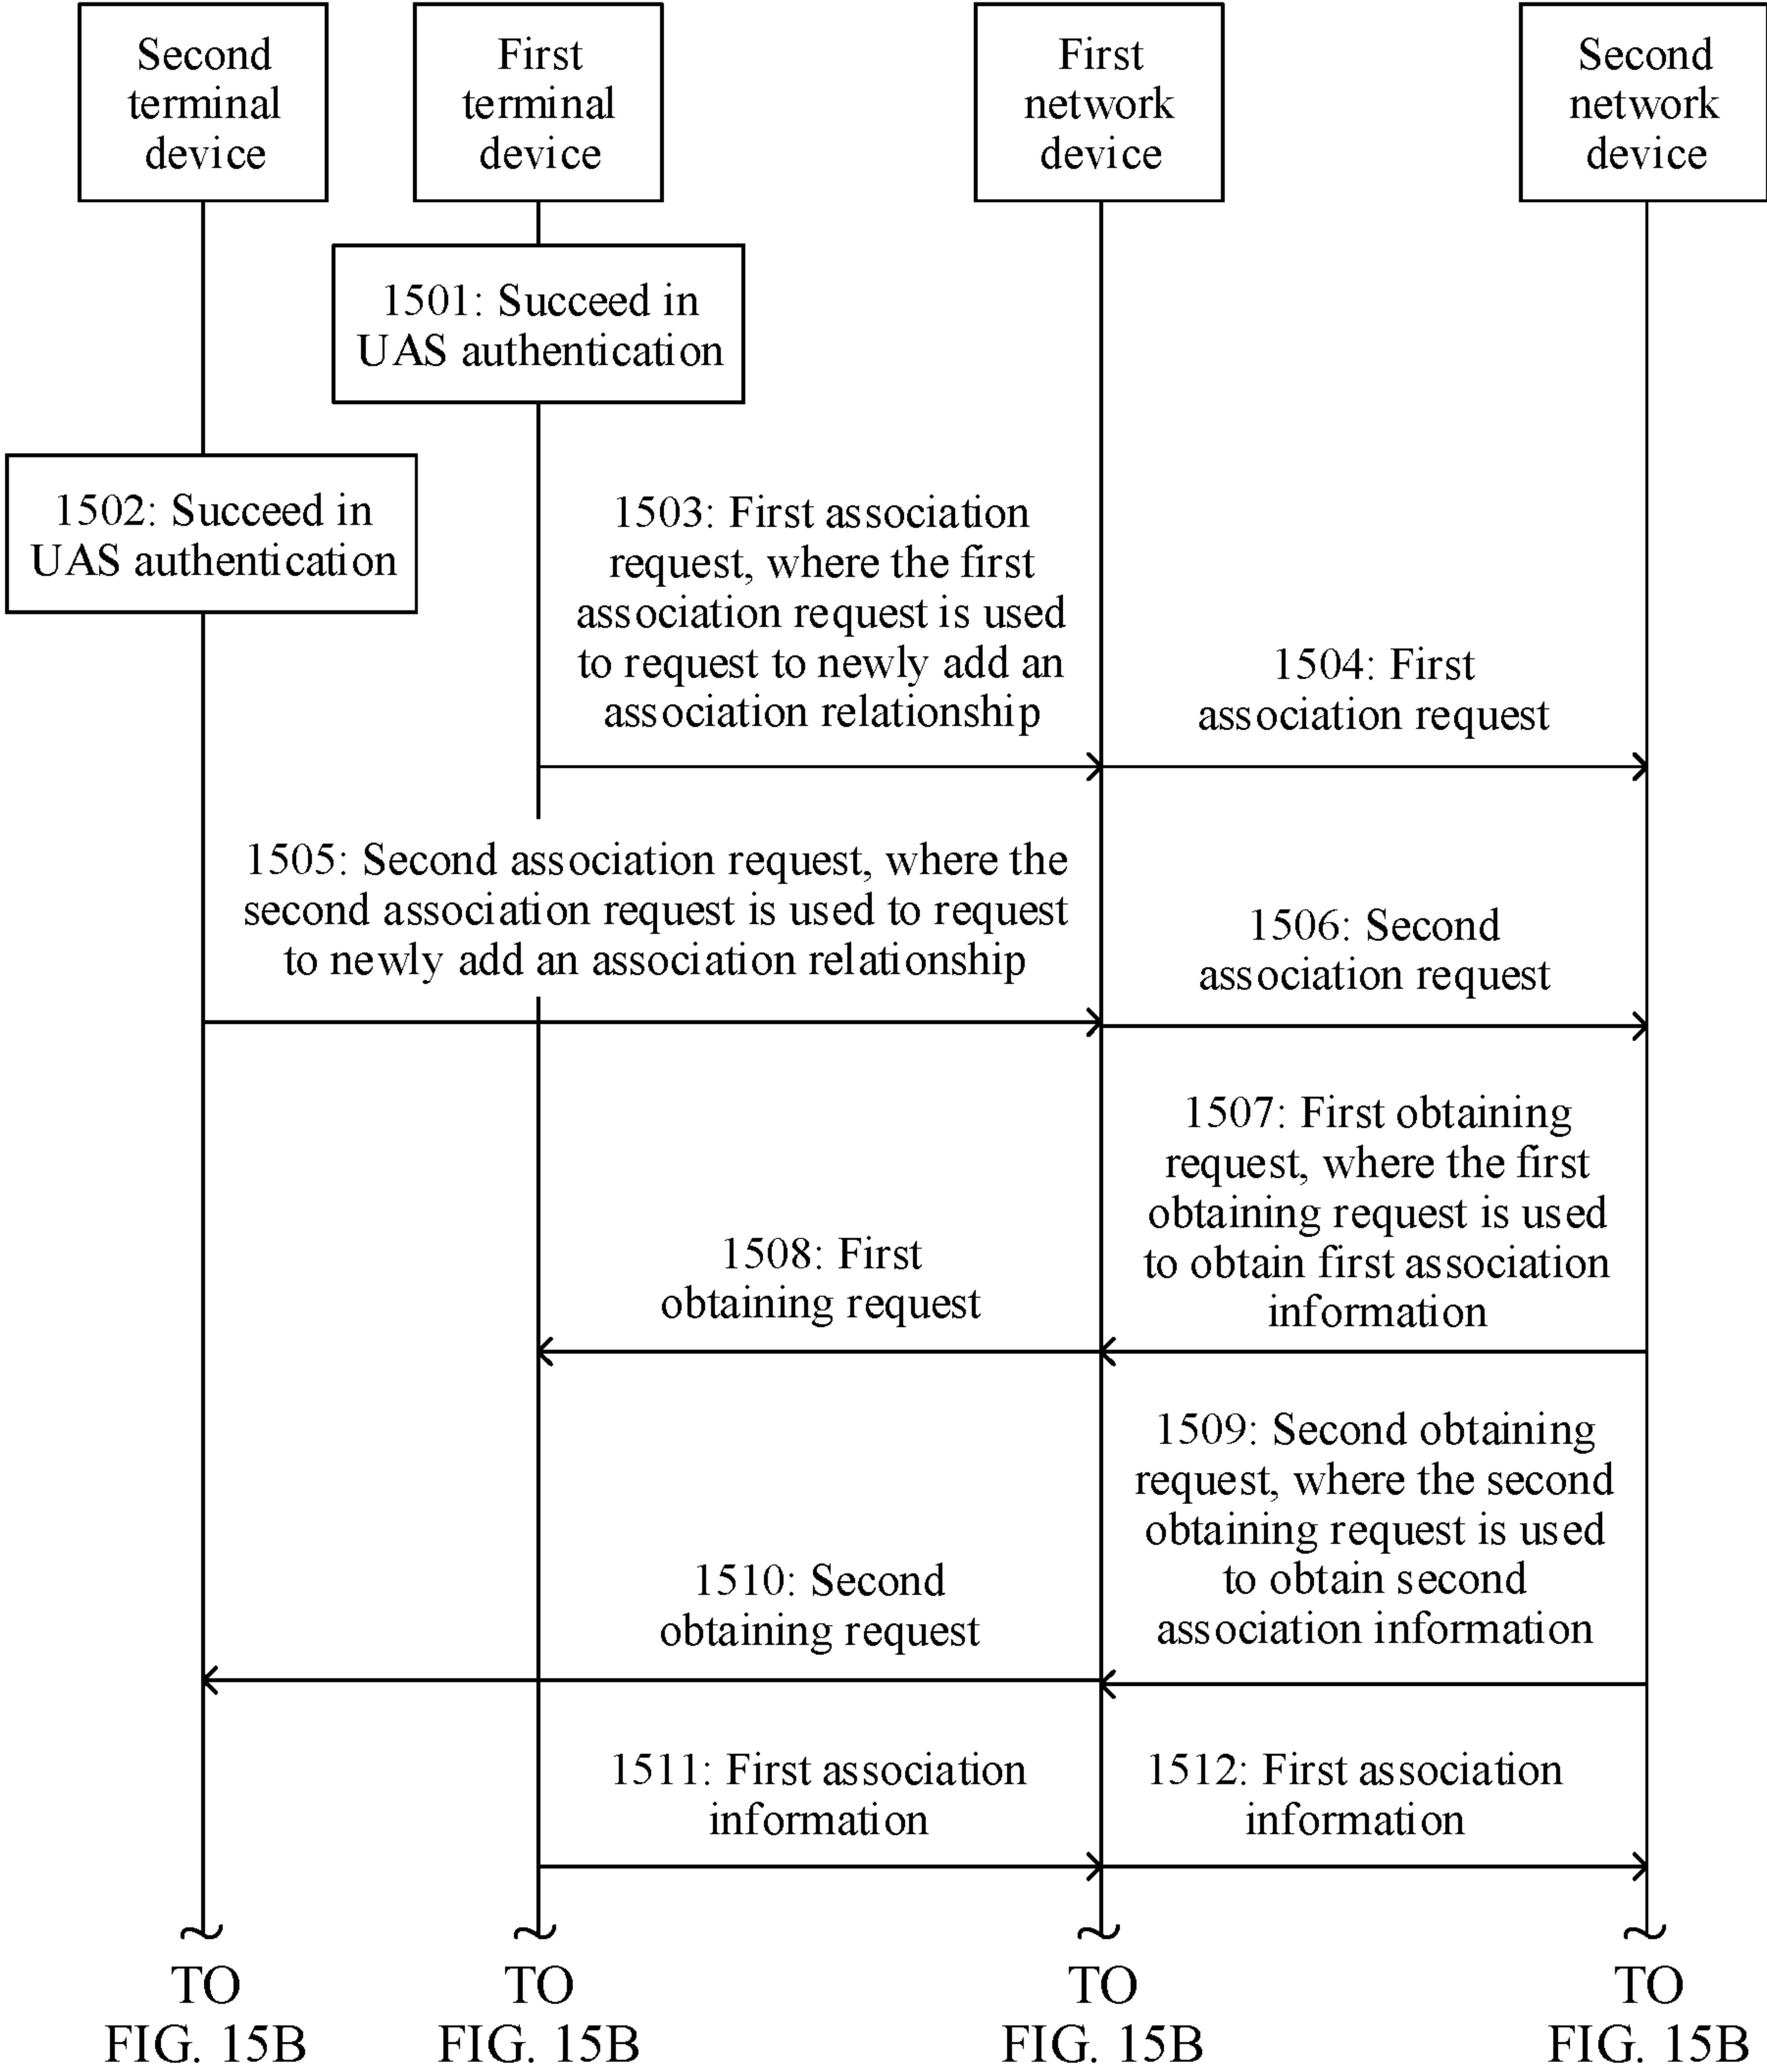 Second
terminal
device
First
terminal
device
First
network
device
Second
network
device
1501: Succeed in
UAS authentication
1502: Succeed in
UAS authentication
1503: First association
request, where the first
association request is used
to request to newly add an
association relationship
1504: First
association request
1505: Second association request, where the
second association request is used to request
to newly add an association relationship
1506: Second
association request
1507: First obtaining
request, where the first
obtaining request is used
to obtain first association
information
1508: First
obtaining request
1509: Second obtaining
request, where the second
obtaining request is used
to obtain second
association information
1510: Second
obtaining request
1511: First association
information
1512: First association
information
TO
FIG. 15B
TO
FIG. 15B
TO
FIG. 15B
TO
FIG. 15B